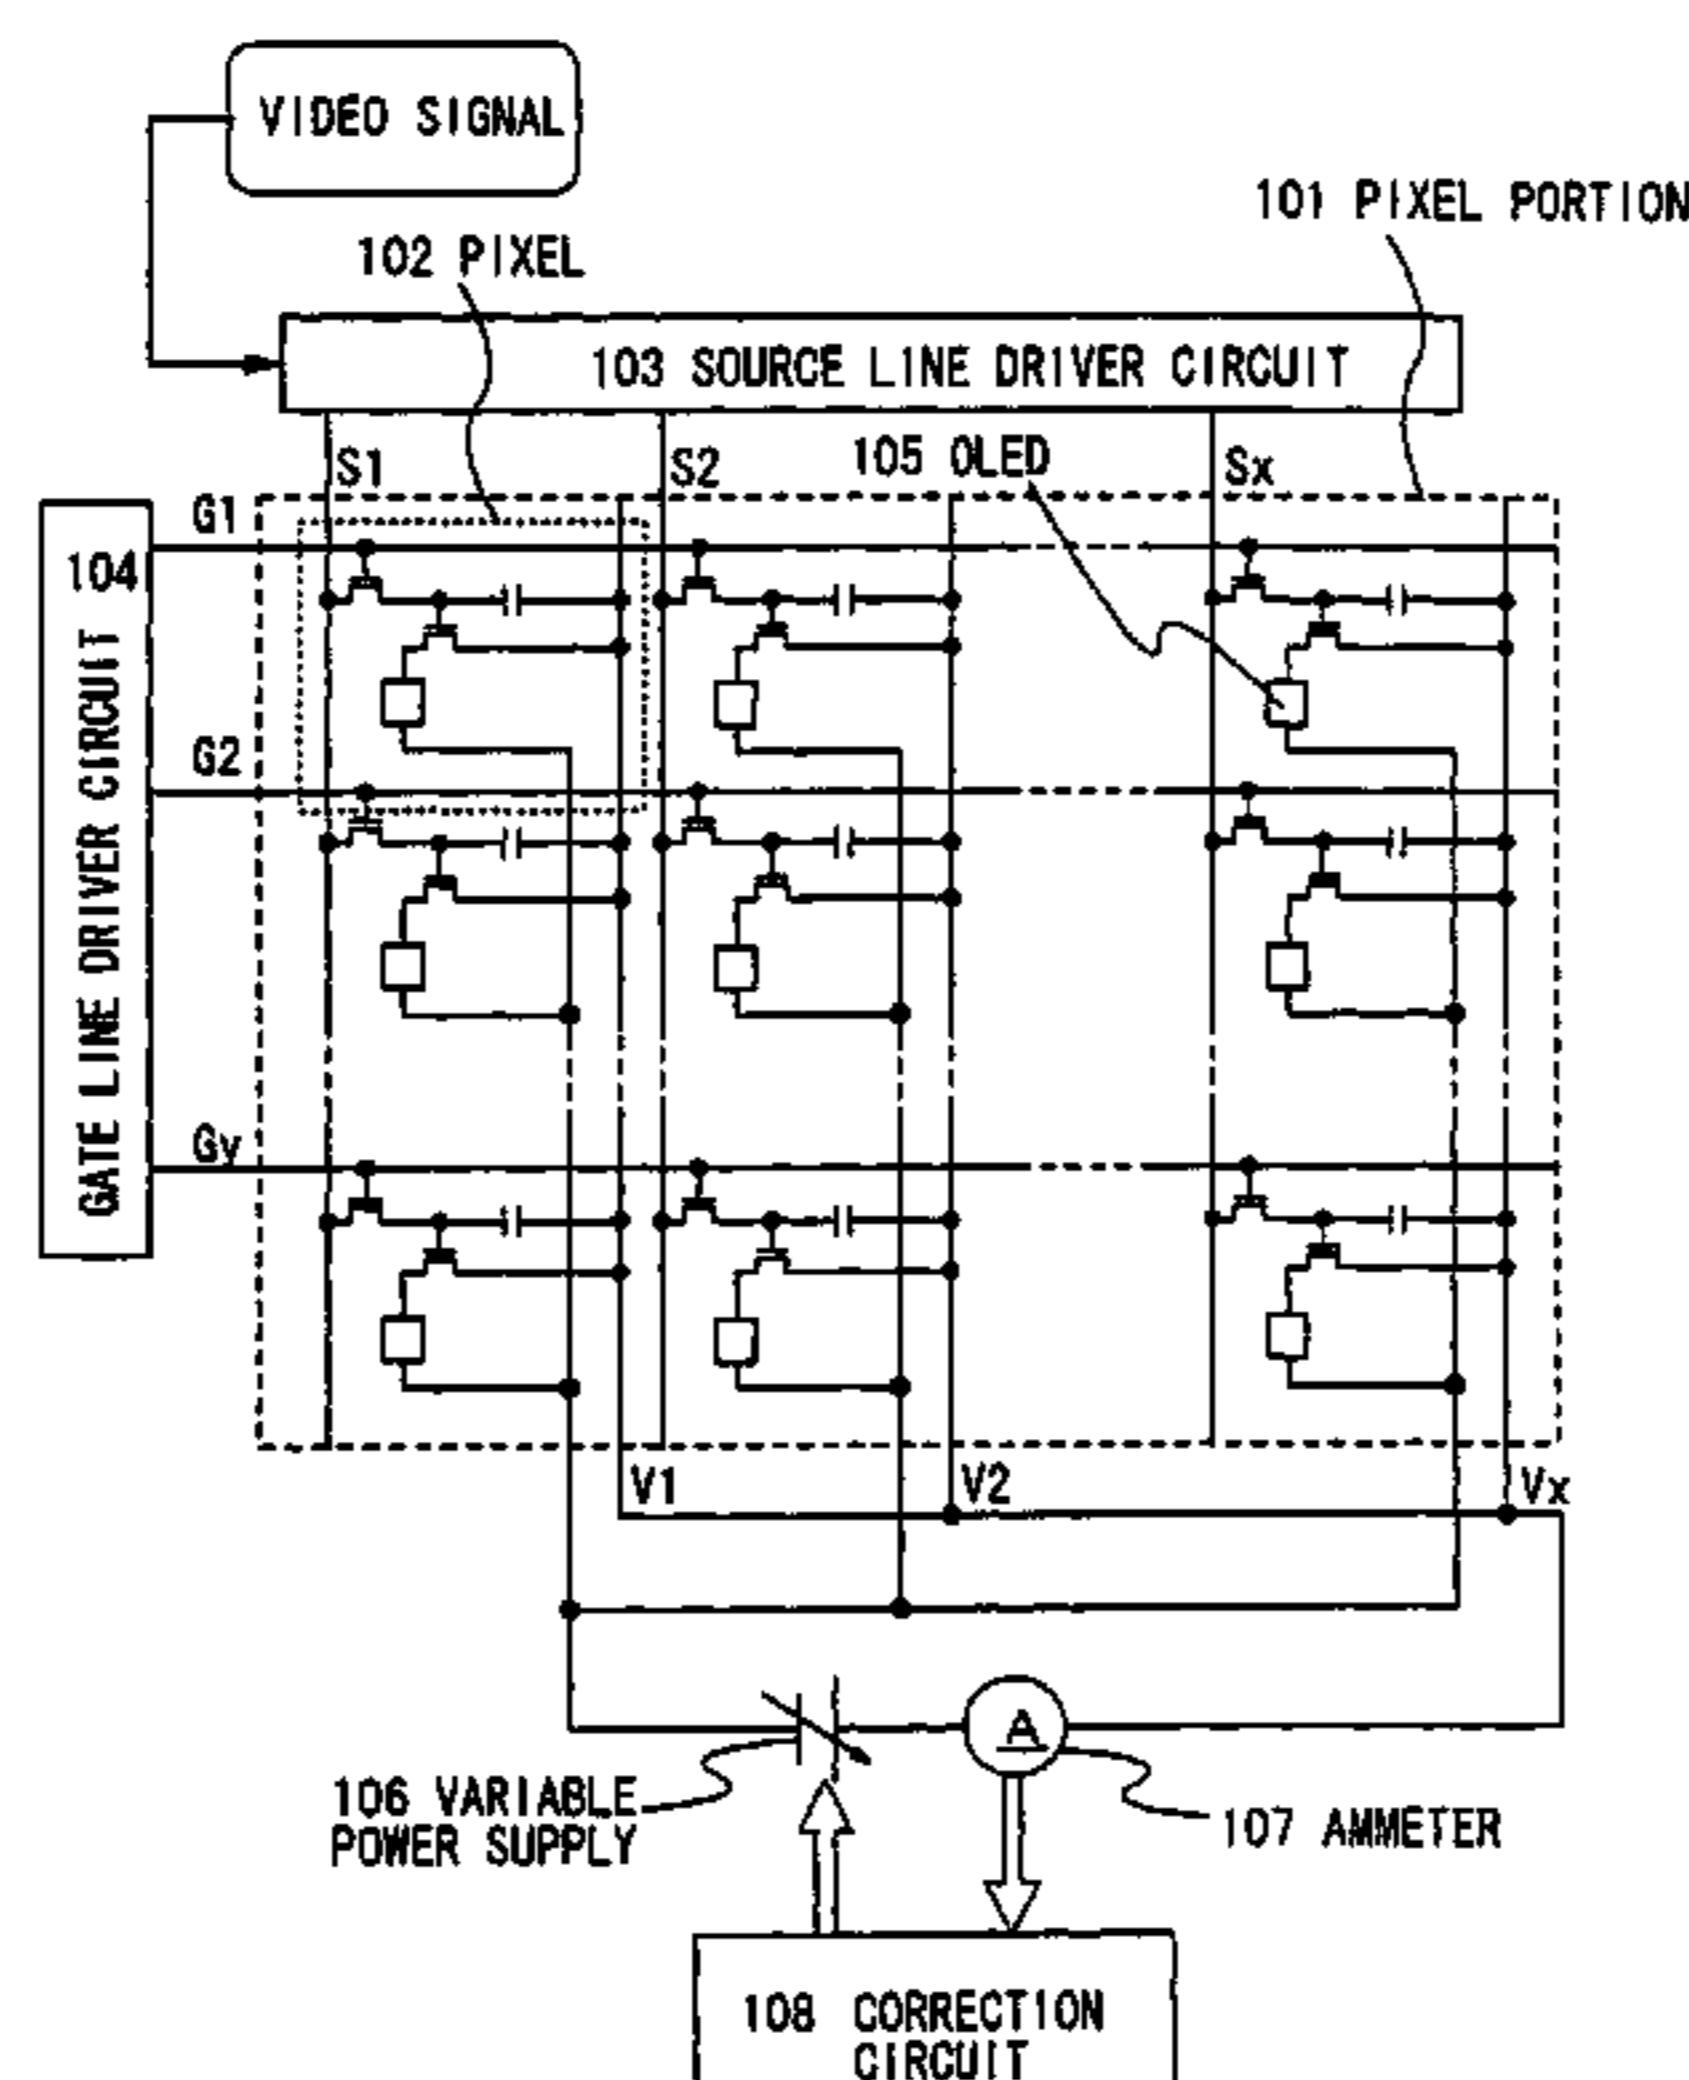 VIDEO SIGNAL
101 PIXEL PORTION
102 PIXEL
103 SOURCE LINE DRIVER CIRCUIT
S1
S2
105 OLED
Sx
G1
104
GATE LINE DRIVER CIRCUIT
G2
Gy
V1
V2
Vx
A
106 VARIABLE
POWER SUPPLY
107 AMMETER
108 CORRECTION
CIRCUIT